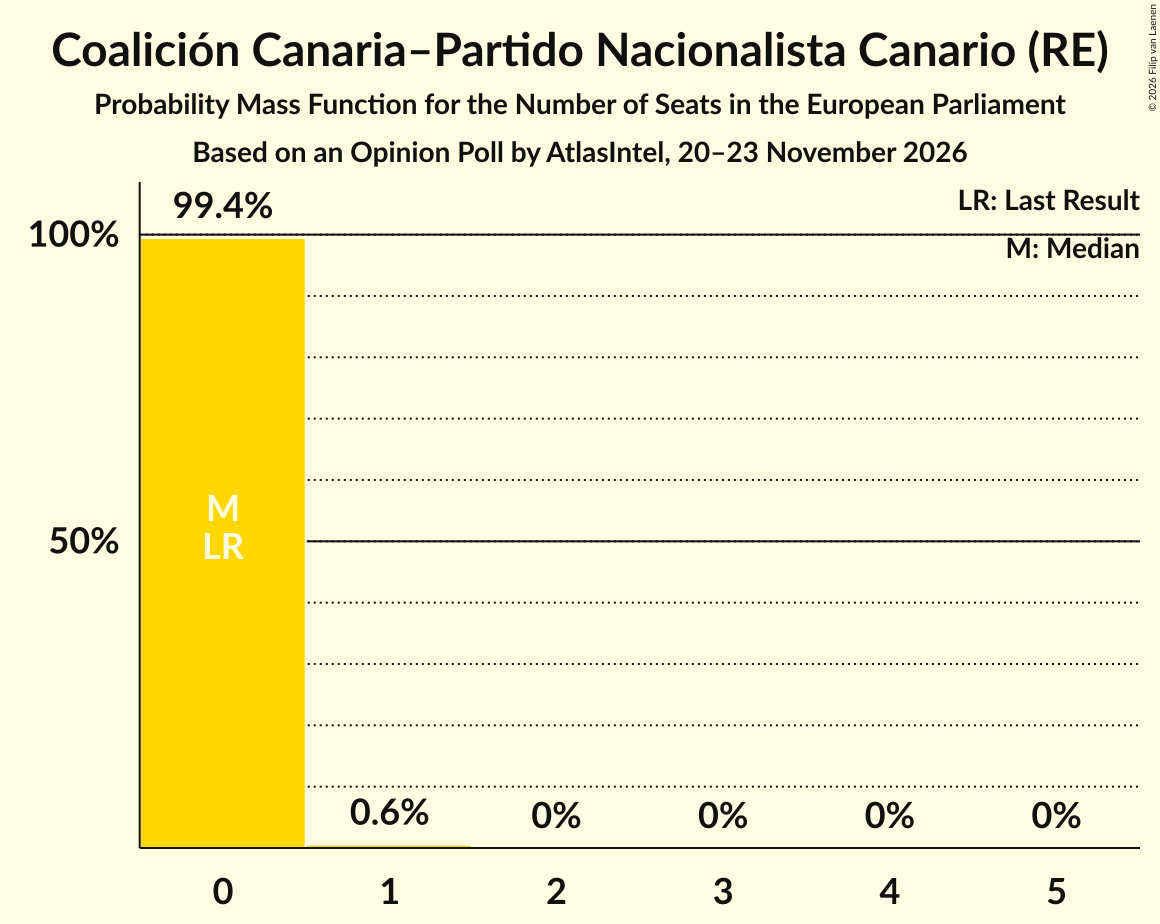 Coalición Canaria–Partido Nacionalista Canario (RE)
Probability Mass Function for the Number of Seats in the European Parliament
Based on an Opinion Poll by AtlasIntel, 20–23 November 2026
© 2026 Filip van Laenen
LR: Last Result
M: Median
99.4%
100%
M
LR
50%
0.6%
0%
0%
0%
0%
0
1
2
3
4
5